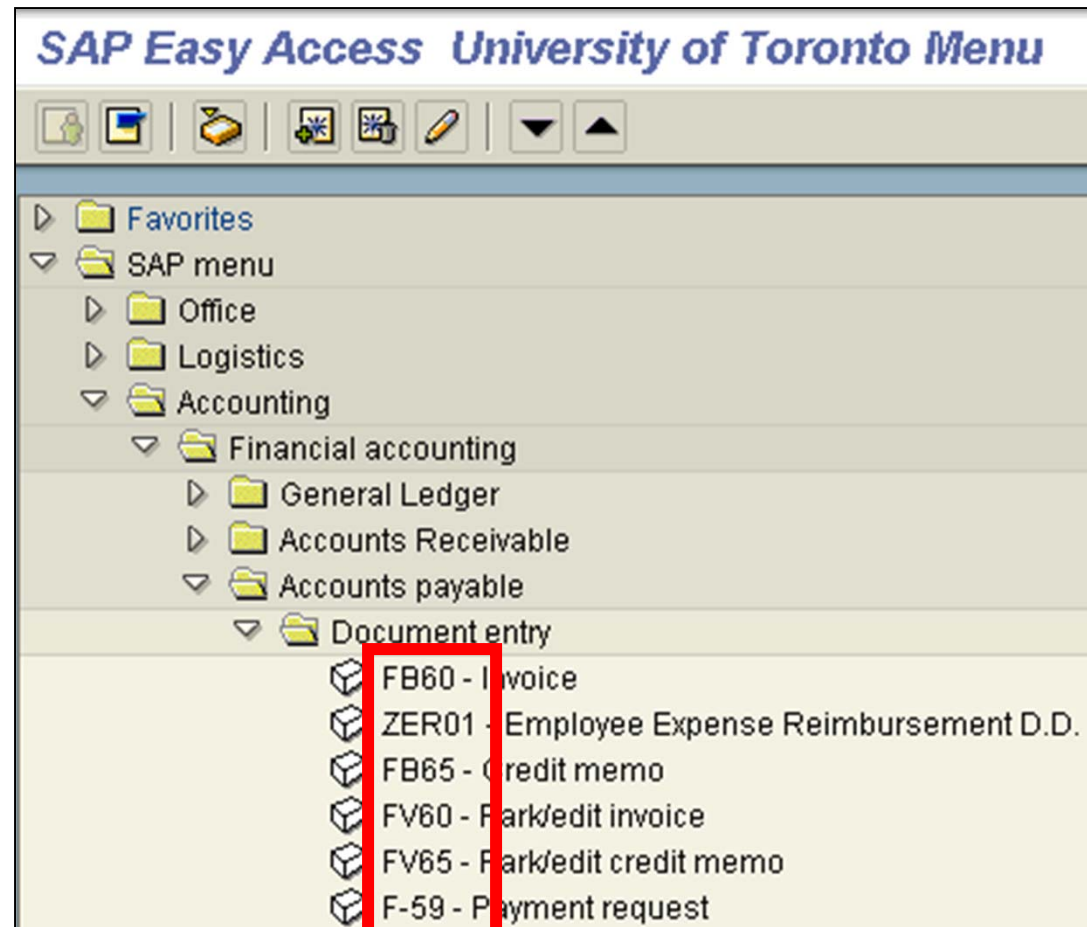 SAP Easy Access University of Toronto Menu
Favorites
SAP menu
Office
Logistics
Accounting
Financial accounting
General Ledger
Accounts Receivable
Accounts payable
Document entry
FB60 - Invoice
ZER01 - Employee Expense Reimbursement D.D.
FB65 - Credit memo
FV60 - Park/edit invoice
FV65 - Park/edit credit memo
F-59 - Payment request